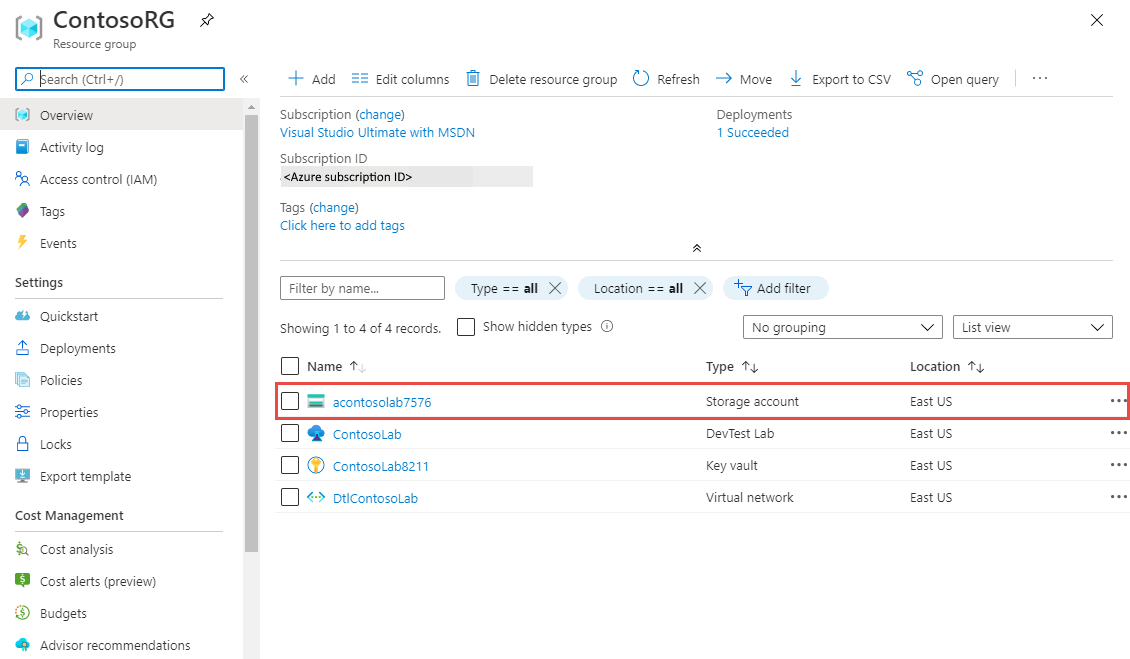 ContosoRG
Resource group
Search (Ctrl+/)
Overview
Activity log
Access control (IAM)
Tags
Events
Settings
Quickstart
Deployments
Policies
Properties
Locks
Export template
Cost Management
Cost analysis
Cost alerts (preview)
Budgets
Advisor recommendations
Add Edit columns Delete resource group Refresh Move Export to CSV Open query
Subscription (change)
Visual Studio Ultimate with MSDN
Deployments
1 Succeeded
Subscription ID
<Azure subscription ID>
Tags (change)
Click here to add tags
Filter by name... Type == all Location == all Add filter
Showing 1 to 4 of 4 records. Show hidden types No grouping List view
Name Type Location
acontosolab7576 Storage account East US
ContosoLab DevTest Lab East US
ContosoLab8211 Key vault East US
DtlContosoLab Virtual network East US